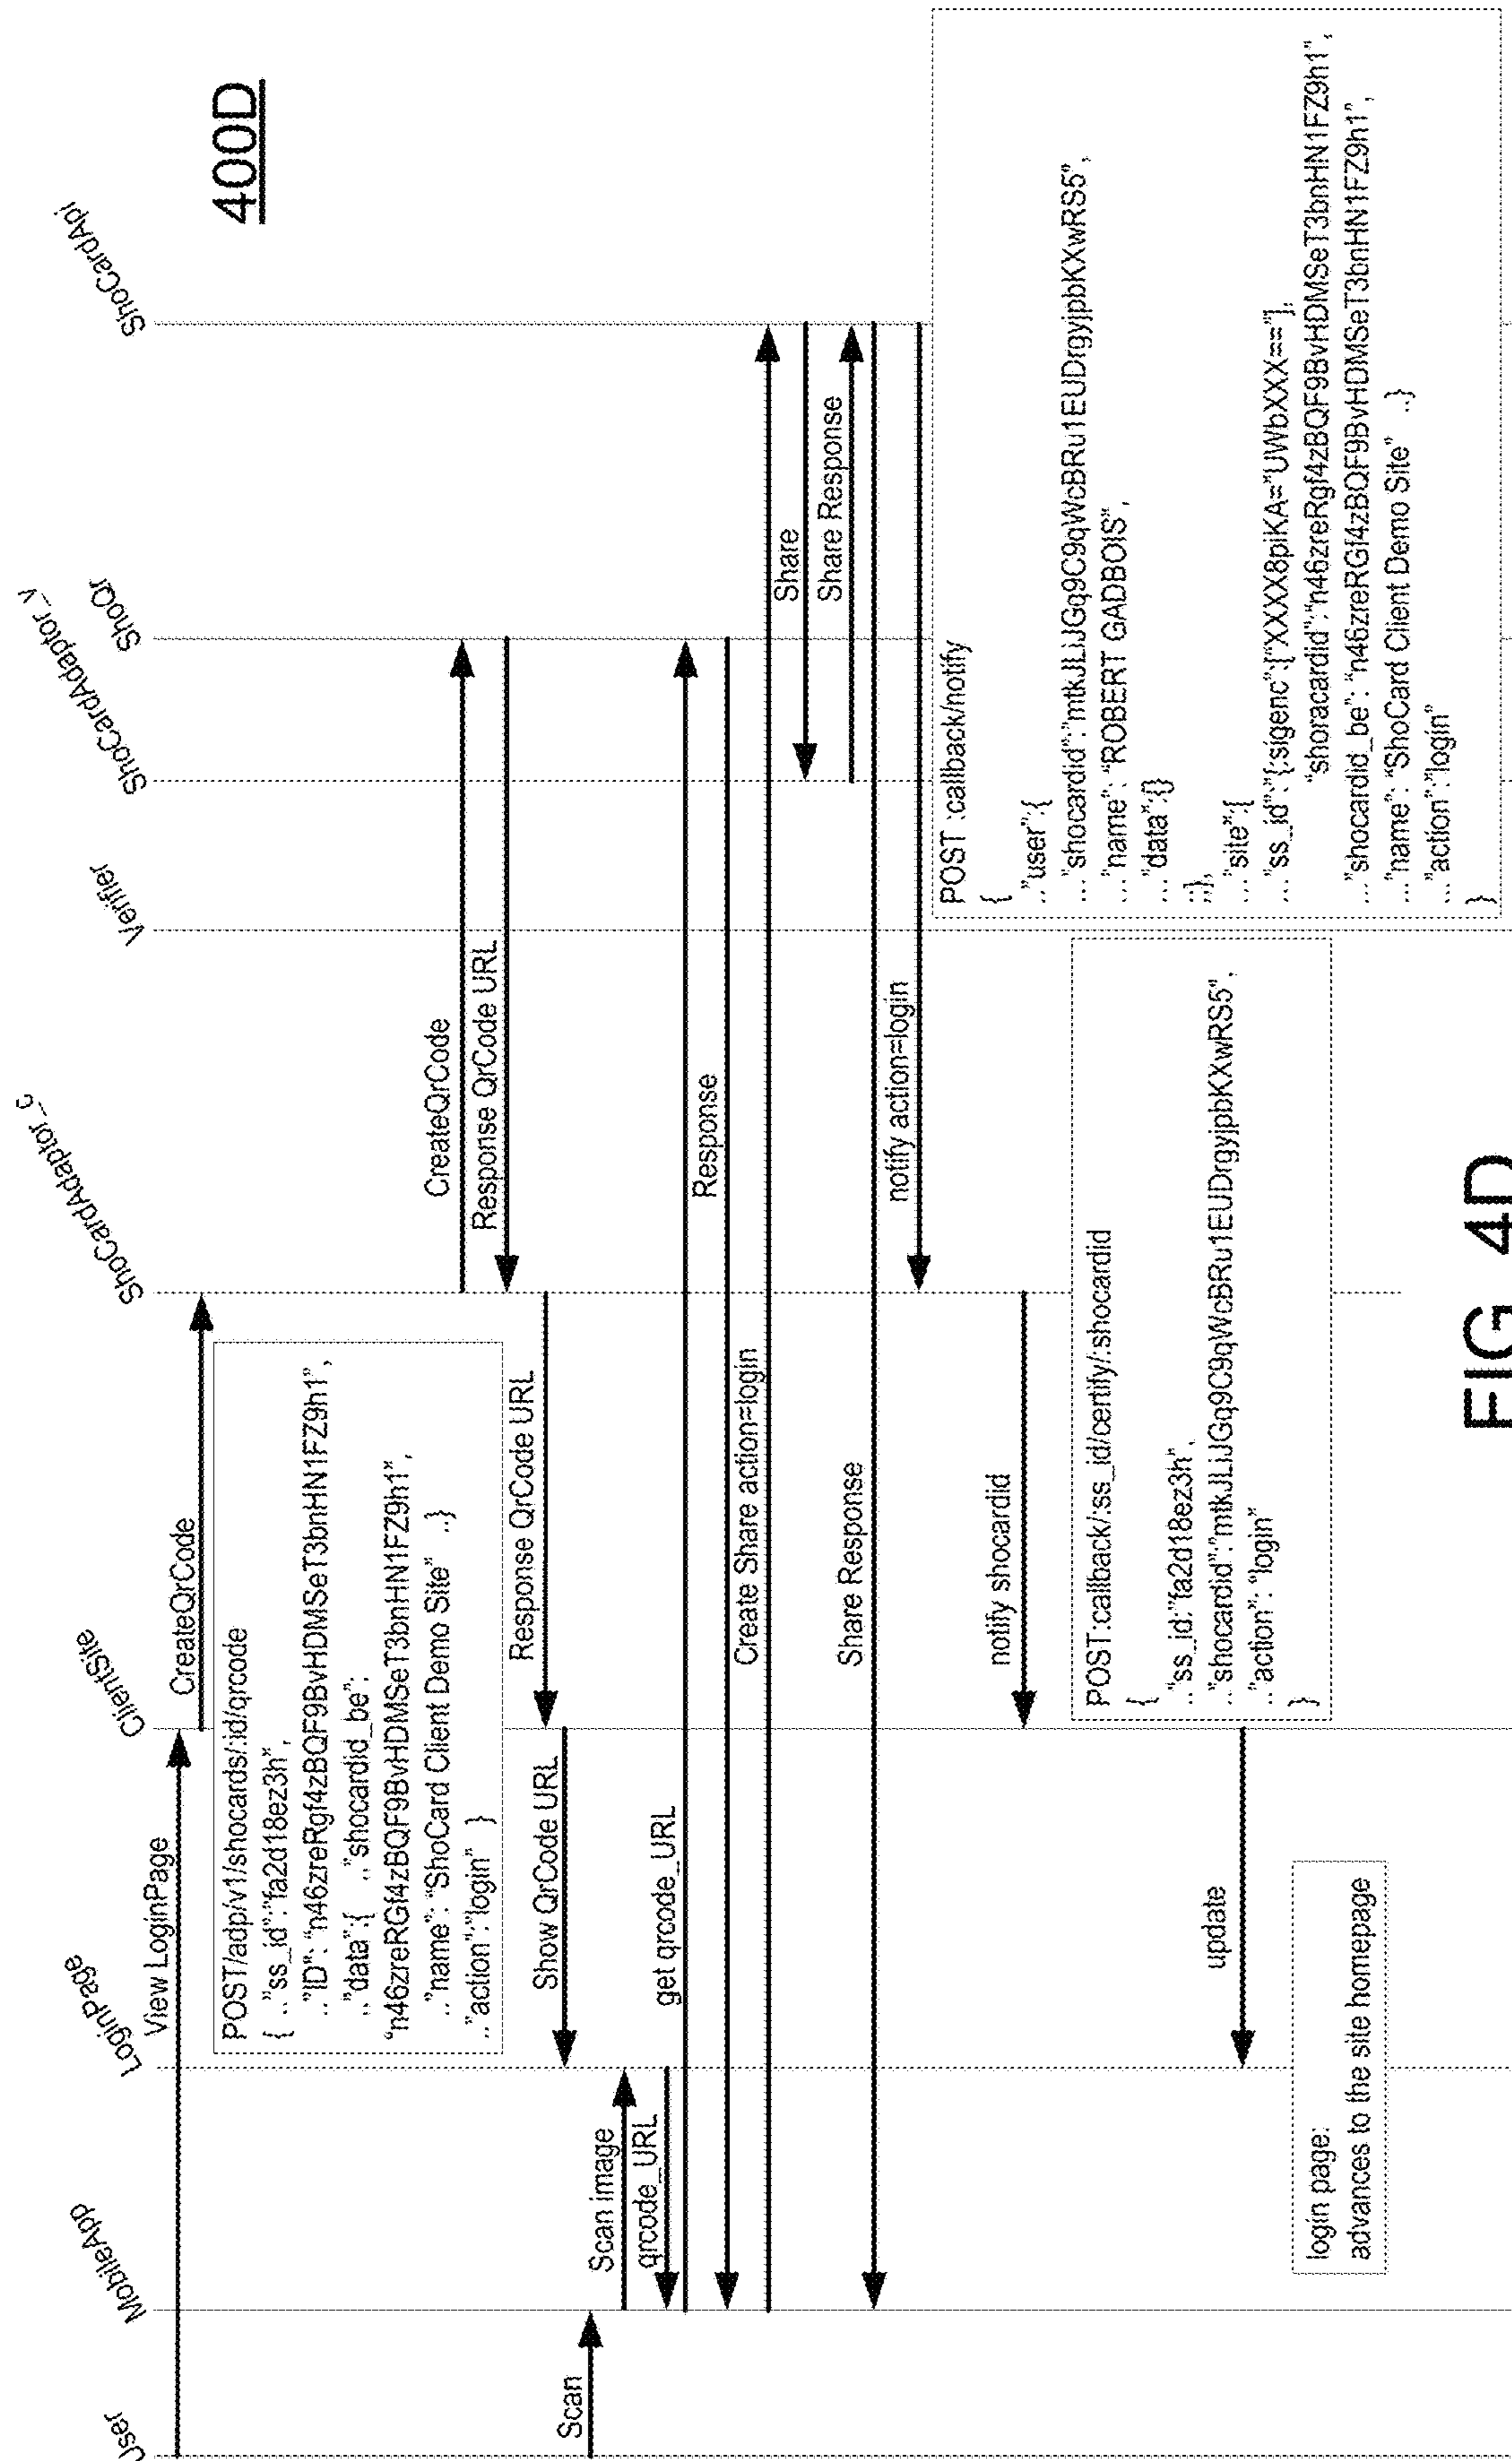 400D
User
MobileApp
LoginPage
ClientSite
ShoCardAdaptor_c
Verifier
ShoCardAdaptor_v
ShoQr
ShoCardApi
View LoginPage
CreateQrCode
POST/adp/v1/shocards/:id/qrcode
{ .."ss_id":"fa2d18ez3h",
.."ID": "n46zreRgf4zBQF9BvHDMSeT3bnHN1FZ9h1",
.."data":{ .."shocardid_be":
"n46zreRGf4zBQF9BvHDMSeT3bnHN1FZ9h1",
.."name": "ShoCard Client Demo Site" ..}
.."action":"login" }
CreateQrCode
Response QrCode URL
Response QrCode URL
Show QrCode URL
Scan
Scan image
qrcode_URL
get qrcode_URL
Response
Create Share action=login
Share
Share Response
Share Response
notify action=login
POST :callback/notify
{
.."user":{
..."shocardid":"mtkJLiJGq9C9qWcBRu1EUDrgyjpbKXwRS5",
..."name": "ROBERT GADBOIS",
..."data":{}
..."site":{
..."ss_id":"{:sigenc":["XXXX8piKA="UWbXXX=="],
"shoracardid":"n46zreRgf4zBQF9BvHDMSeT3bnHN1FZ9h1",
..."shocardid_be": "n46zreRGf4zBQF9BvHDMSeT3bnHN1FZ9h1",
..."name": "ShoCard Client Demo Site" ..}
..."action":"login"
}
notify shocardid
POST:callback/:ss_id/certify/:shocardid
{
.."ss_id:"fa2d18ez3h",
.."shocardid":"mtkJLiJGq9C9qWcBRu1EUDrgyjpbKXwRS5",
.."action": "login"
}
update
login page:
advances to the site homepage
FIG. 4D